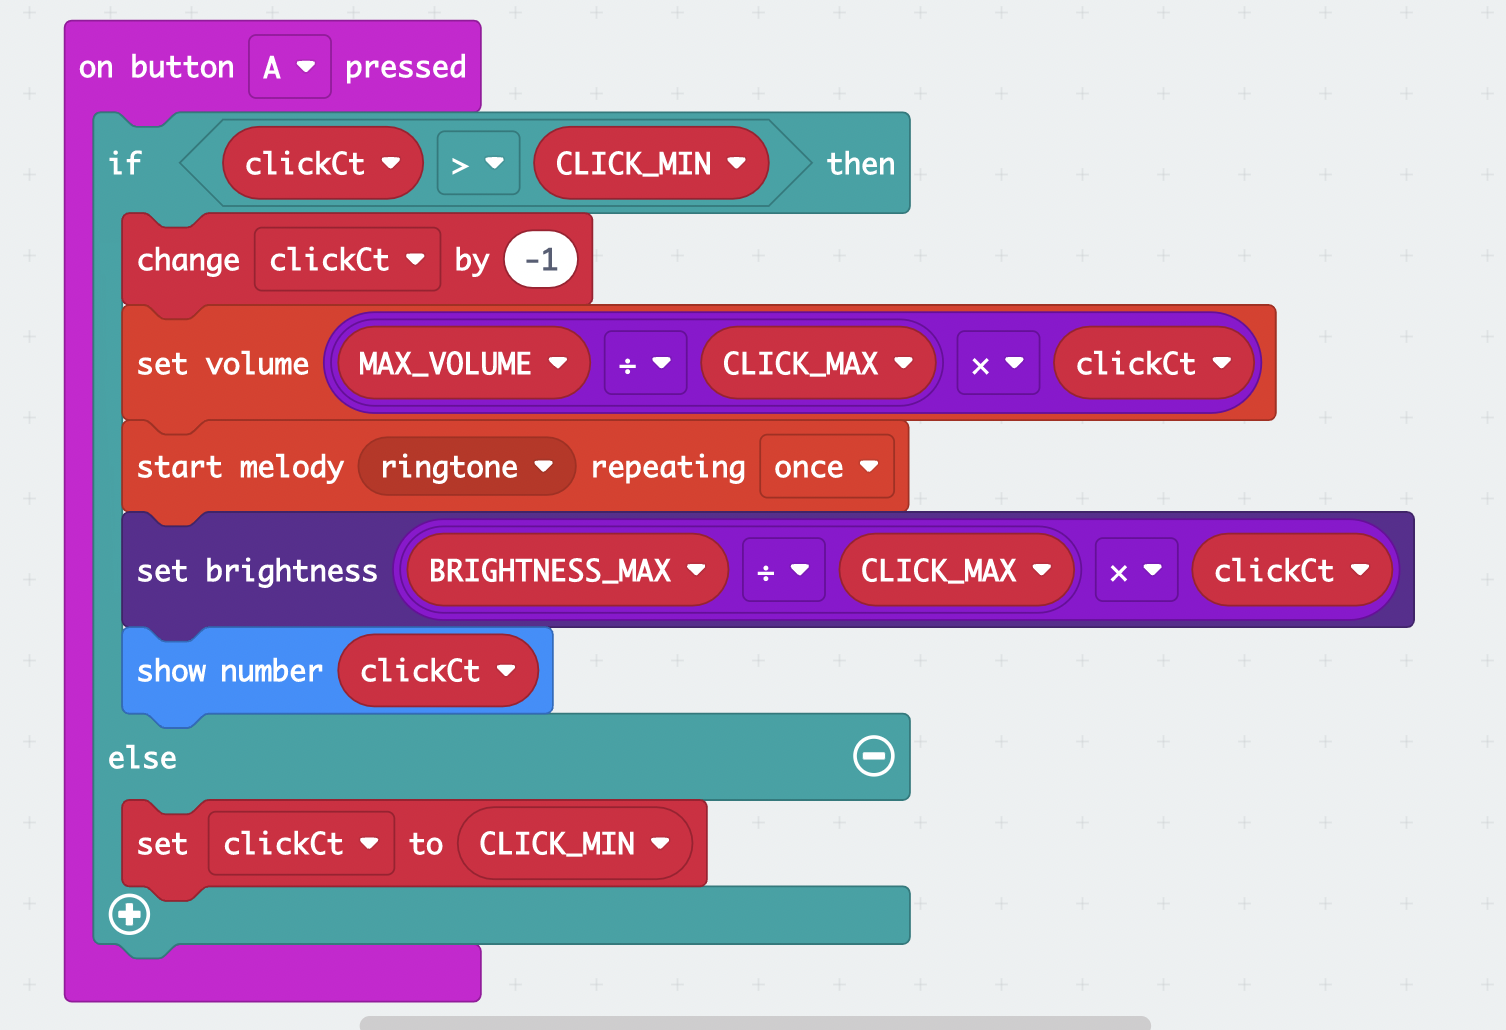 on button A pressed
if clickCt > CLICK_MIN then
change clickCt by -1
set volume MAX_VOLUME ÷ CLICK_MAX × clickCt
start melody ringtone repeating once
set brightness BRIGHTNESS_MAX ÷ CLICK_MAX × clickCt
show number clickCt
else
set clickCt to CLICK_MIN